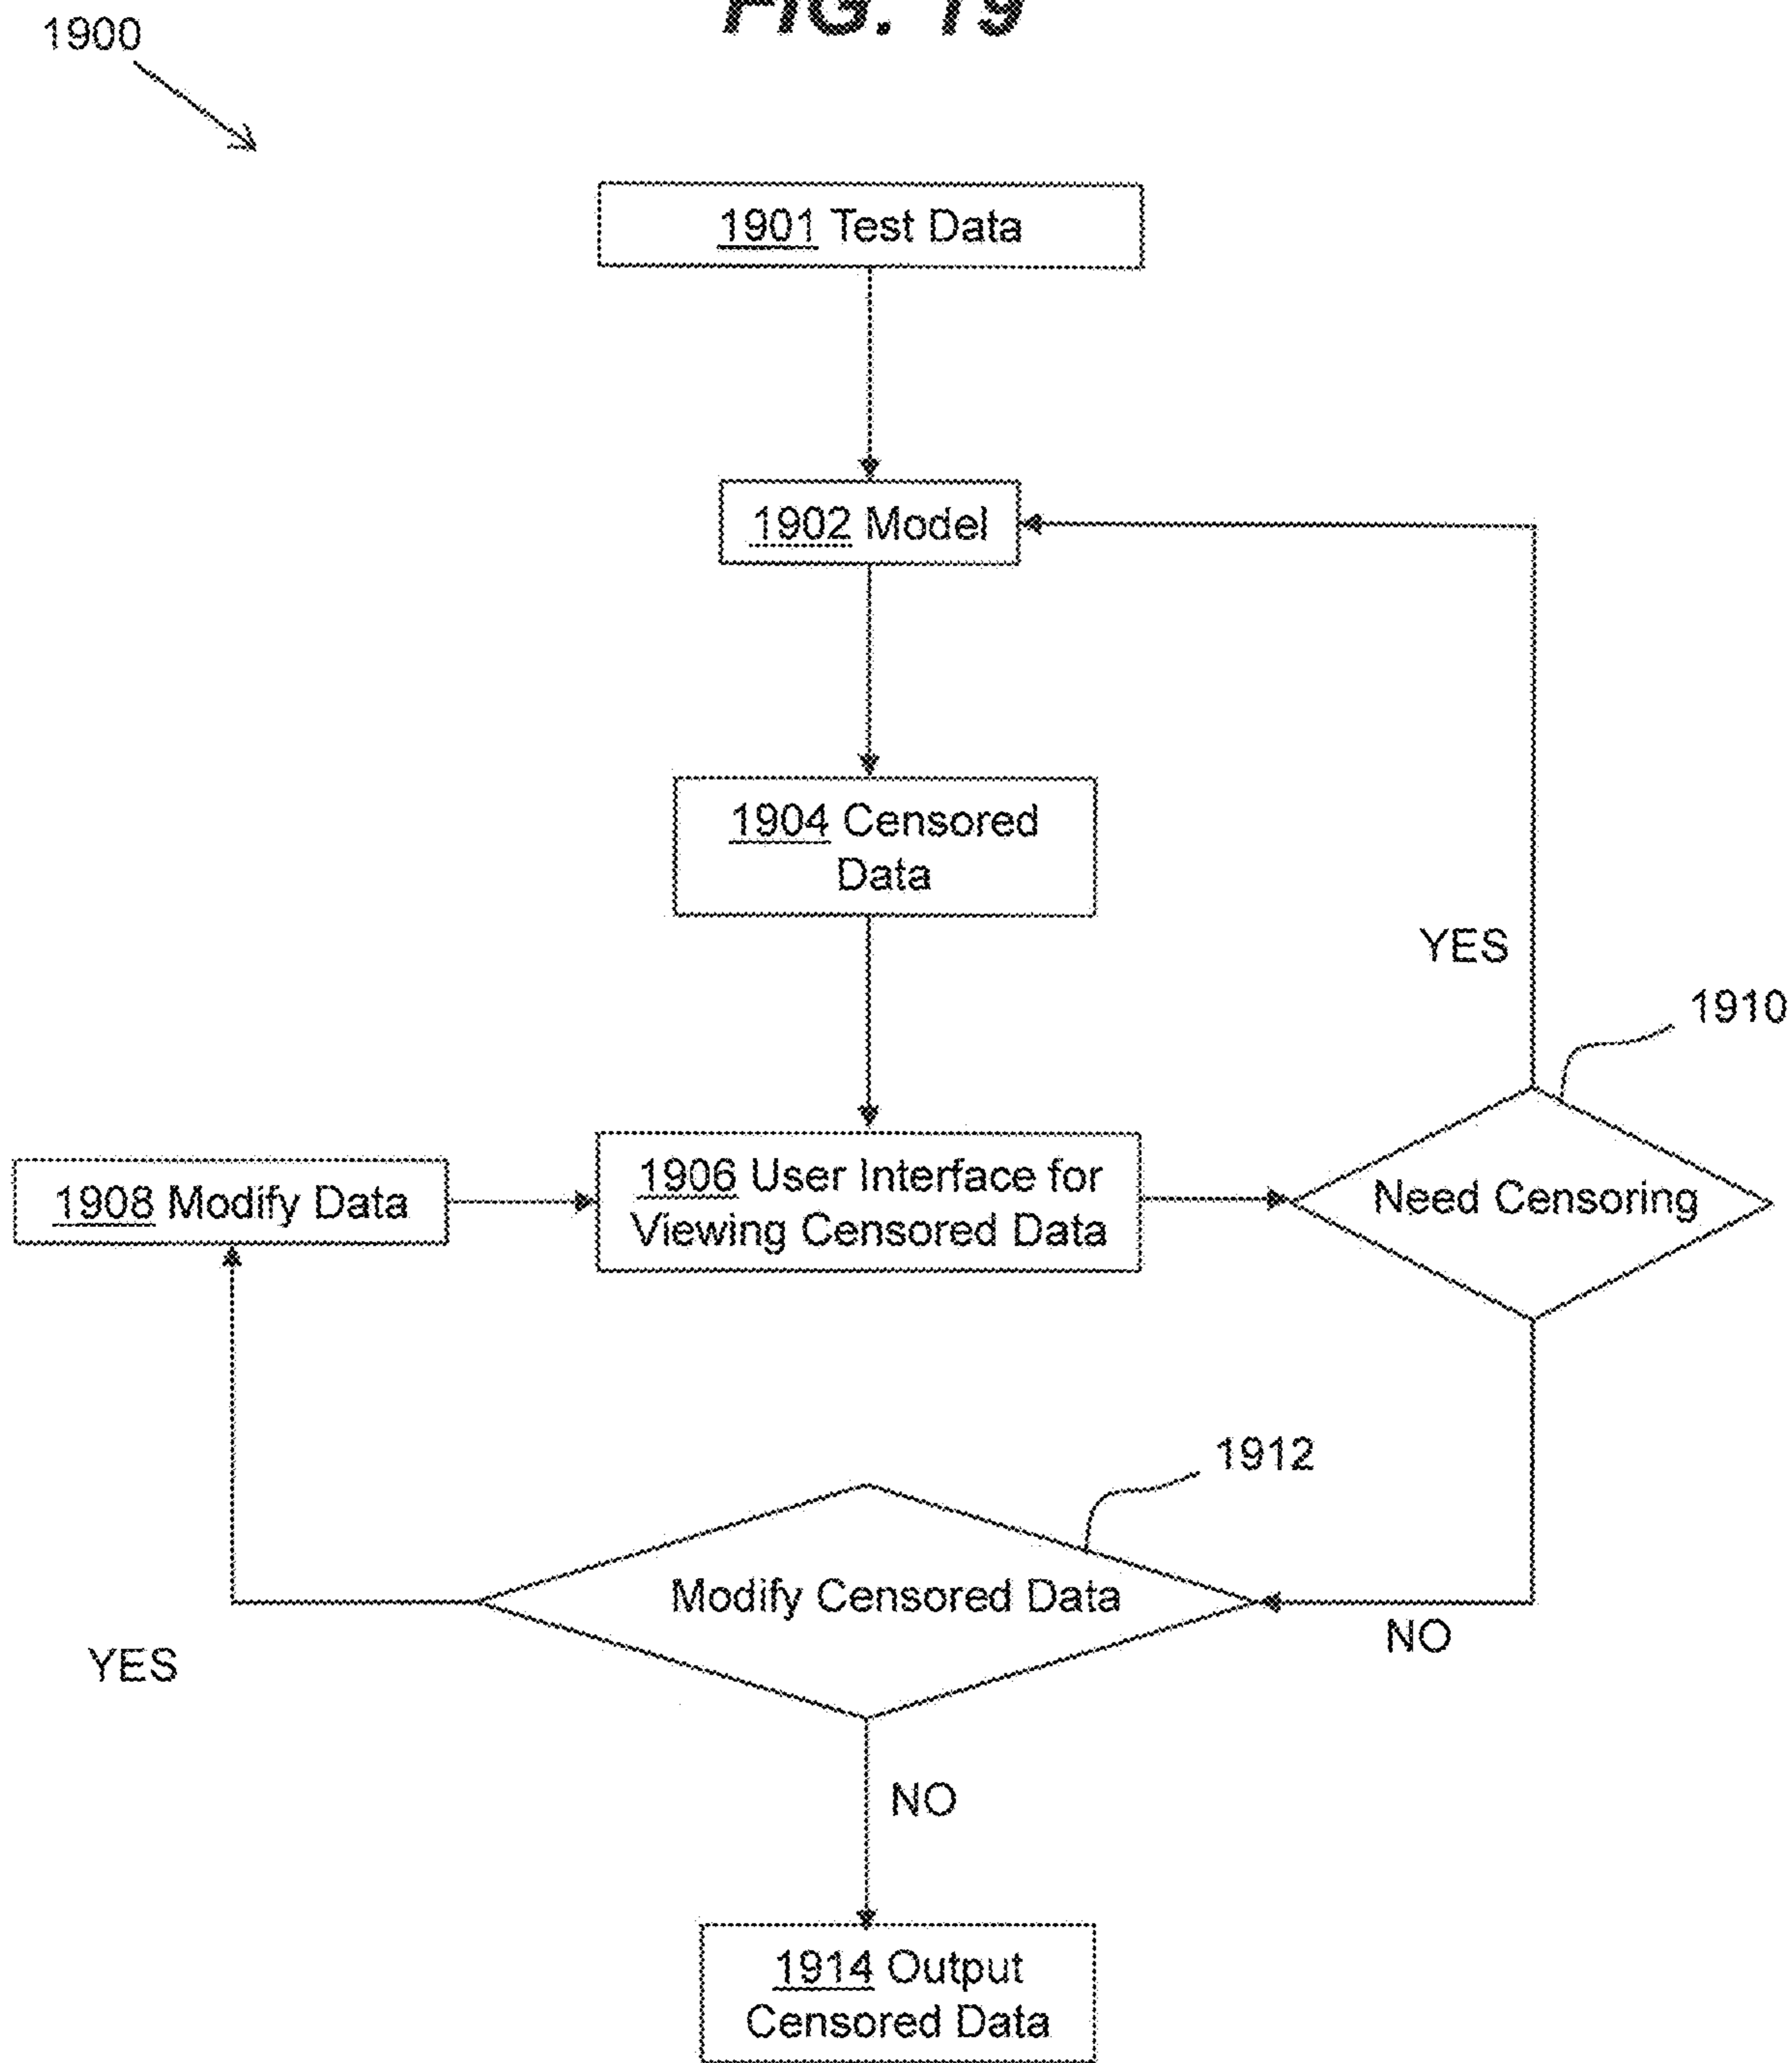 FIG. 19
1900
1901 Test Data
1902 Model
1904 Censored
Data
YES
1910
1908 Modify Data
1906 User Interface for
Viewing Censored Data
Need Censoring
1912
Modify Censored Data
NO
YES
NO
1914 Output
Censored Data